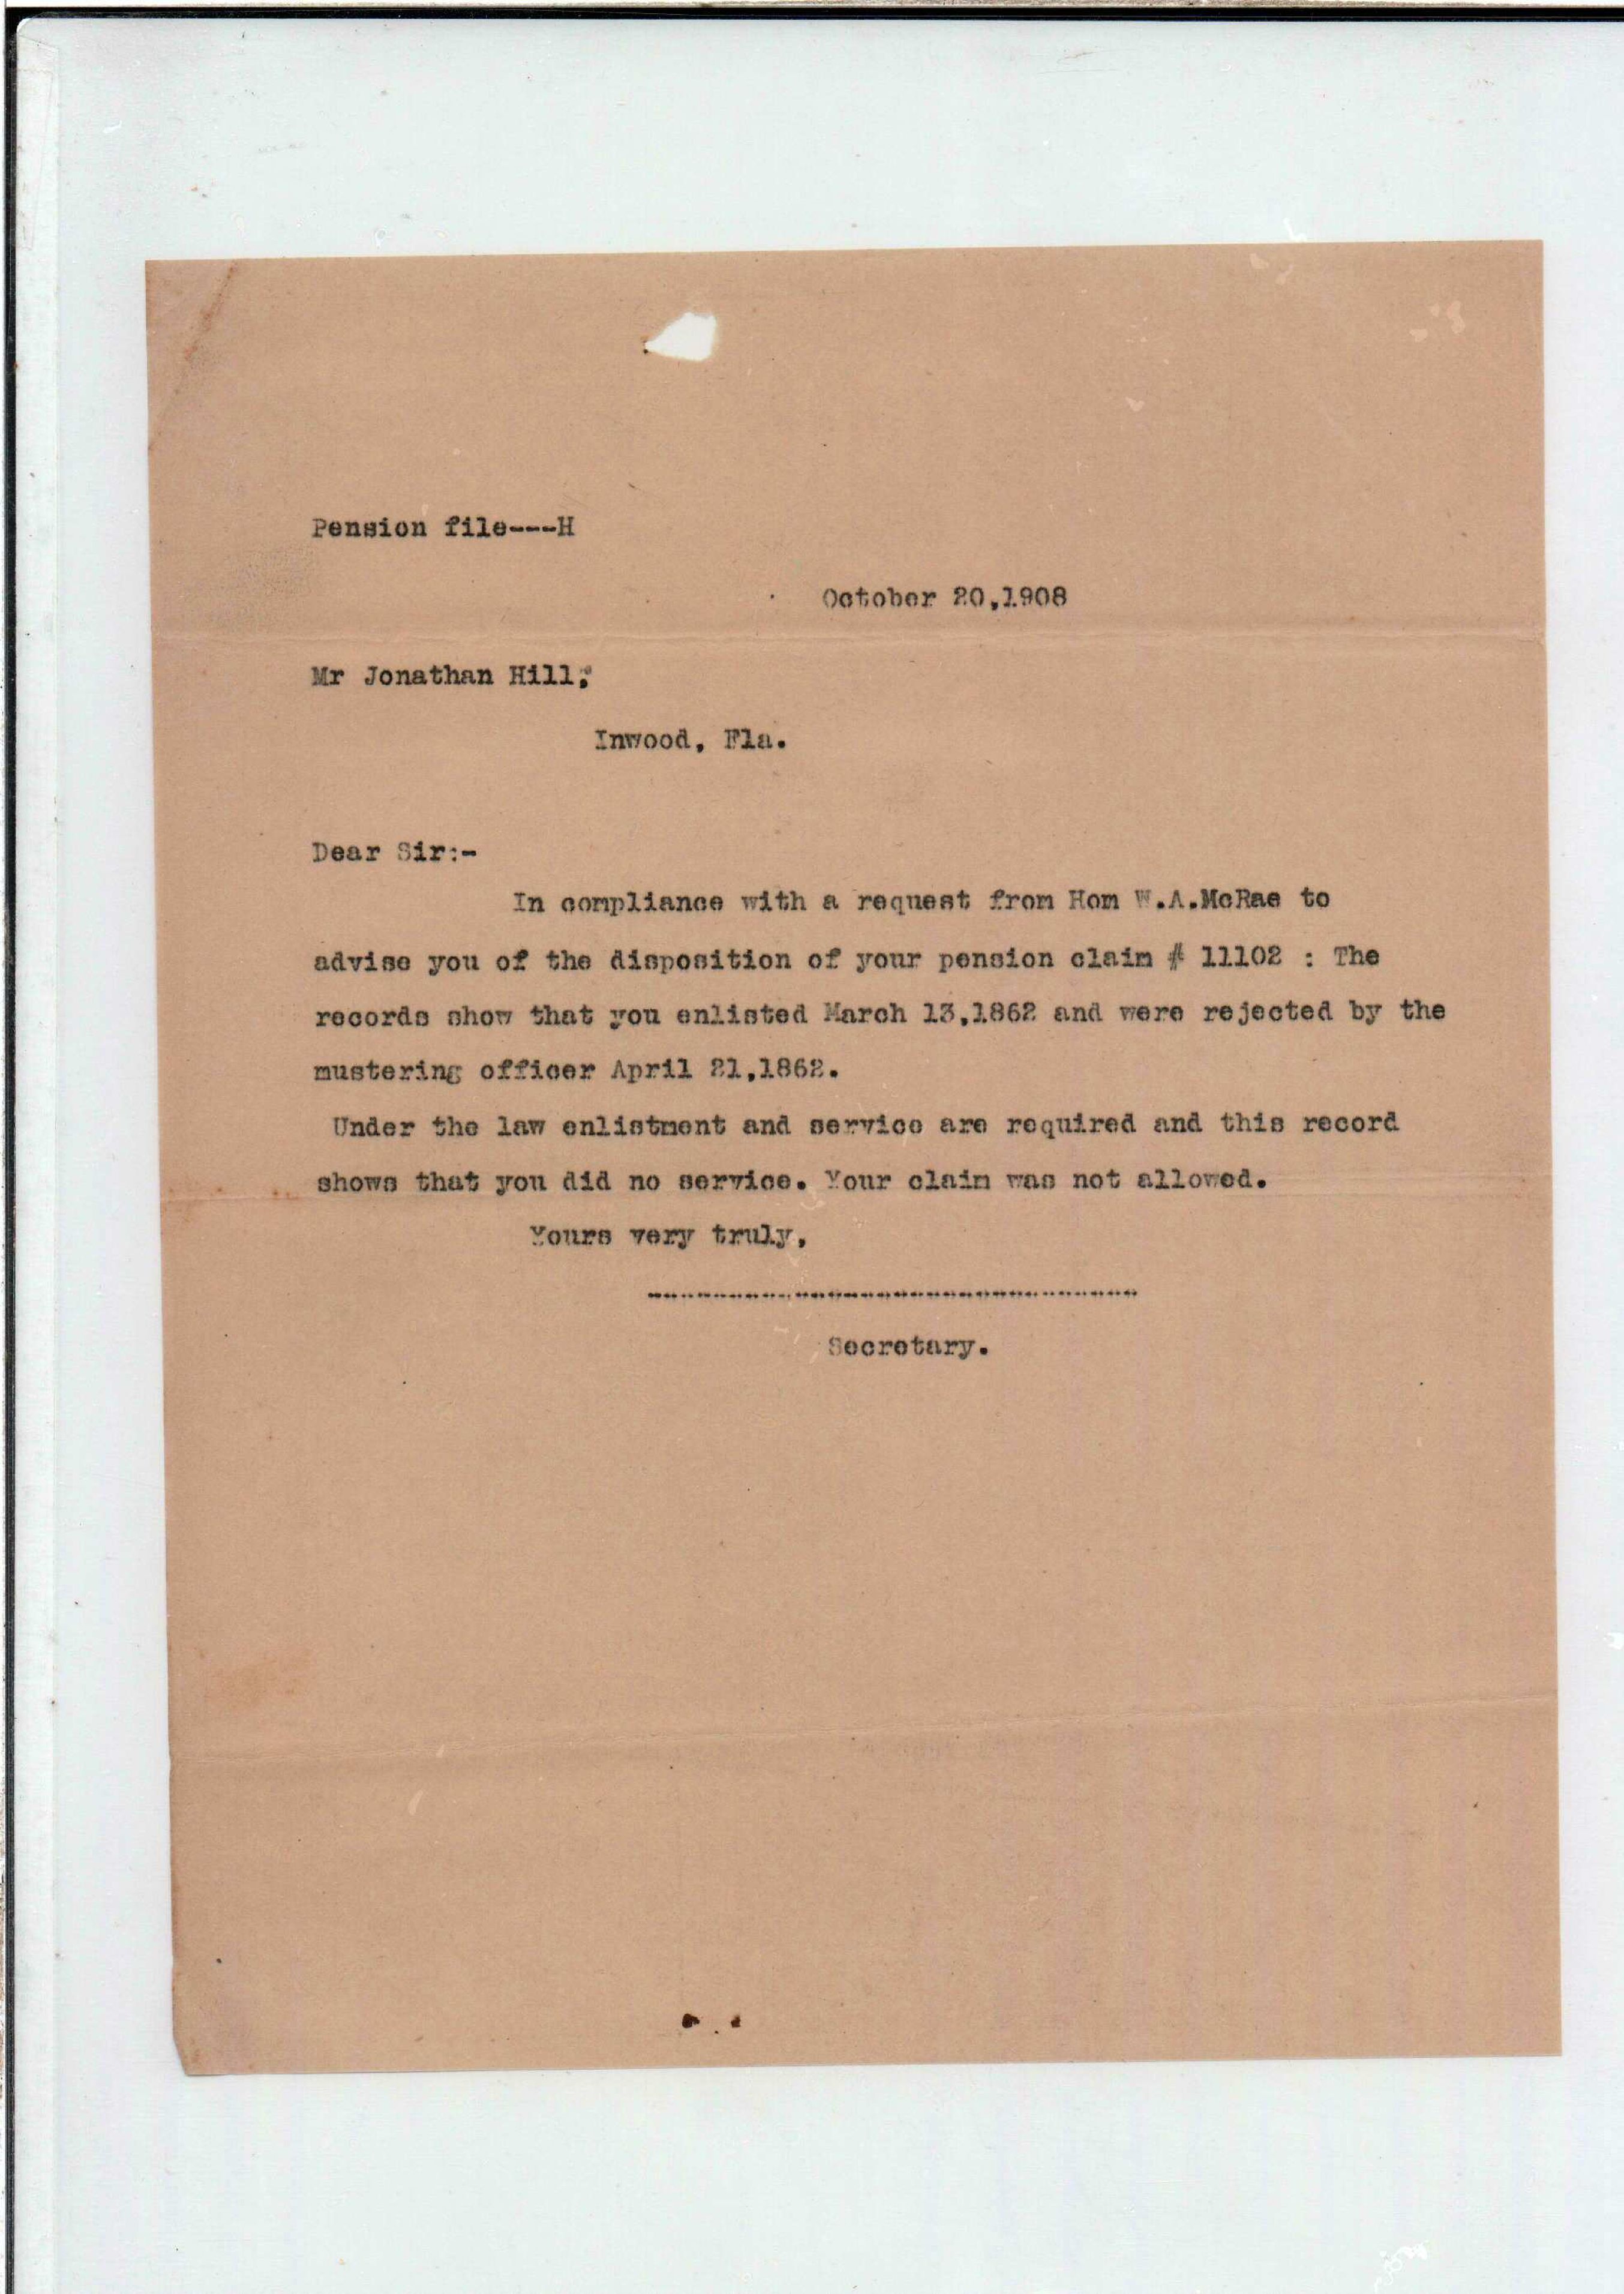 Pension file---H
October 20,1908
Mr Jonathan Hill,
Inwood, Fla.
Dear Sir:-
In compliance with a request from Hom W.A.McRae to
advise you of the disposition of your pension claim # 11102 : The
records show that you enlisted March 13,1862 and were rejected by the
mustering officer April 21,1862.
Under the law enlistment and service are required and this record
shows that you did no service. Your claim was not allowed.
Yours very truly,
Secretary.